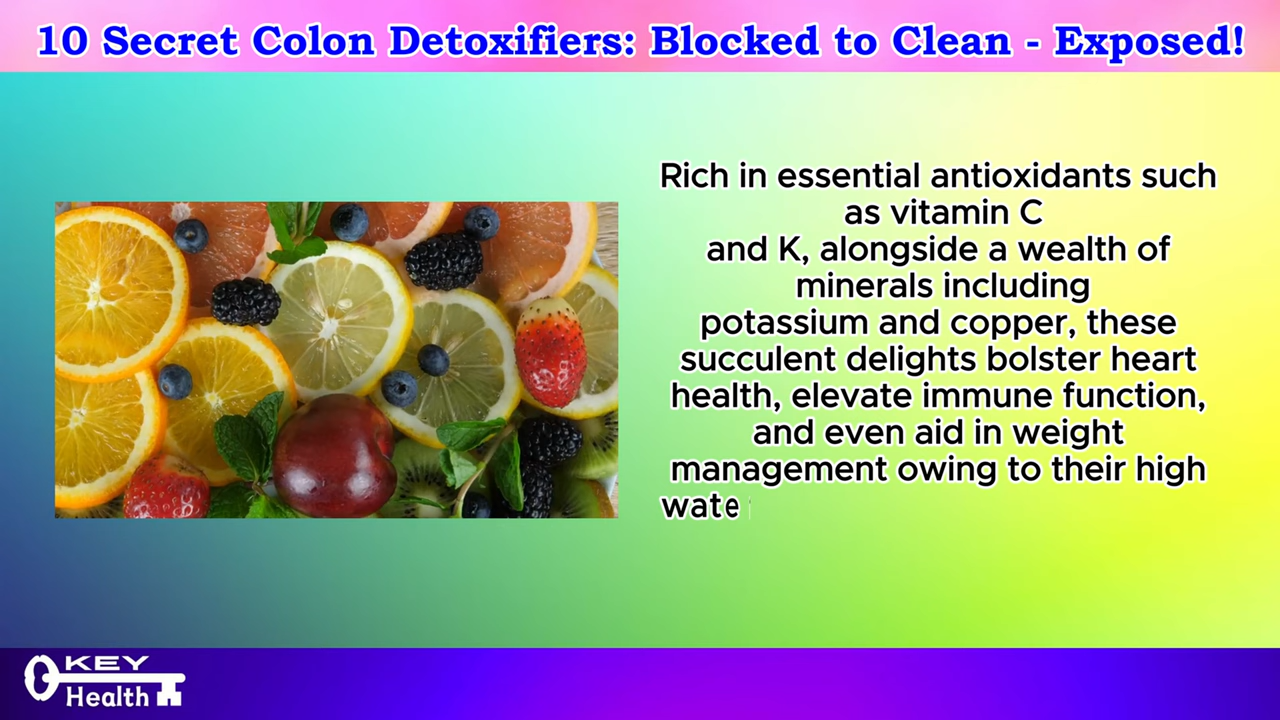 10 Secret Colon Detoxifiers: Blocked to Clean - Exposed!
Rich in essential antioxidants such
as vitamin C
and K, alongside a wealth of
minerals including
potassium and copper, these
succulent delights bolster heart
health, elevate immune function,
and even aid in weight
management owing to their high
wate
KEY
Health